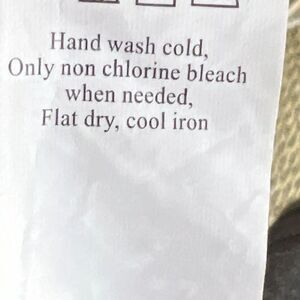 Hand wash cold,
Only non chlorine bleach
when needed,
Flat dry, cool iron